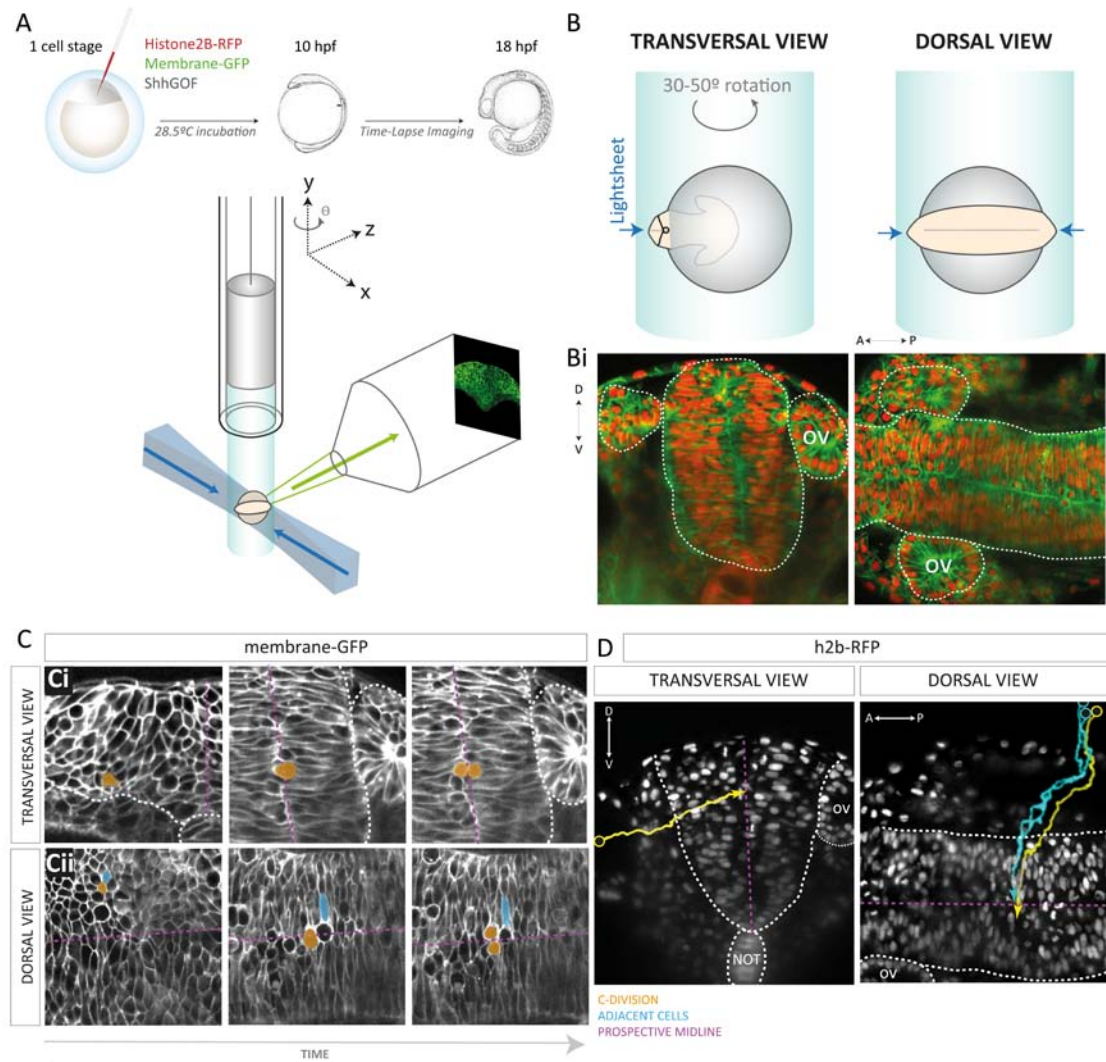 A
1 cell stage
Histone2B-RFP
Membrane-GFP
ShhGOF
10 hpf
18 hpf
28.5ºC incubation
Time-Lapse Imaging
y
θ
z
x
B
TRANSVERSAL VIEW
DORSAL VIEW
30-50º rotation
Lightsheet
A P
Bi
D
V
OV
OV
C
membrane-GFP
TRANSVERSAL VIEW
Ci
DORSAL VIEW
Cii
TIME
D
h2b-RFP
TRANSVERSAL VIEW
DORSAL VIEW
D
V
A P
OV
NOT
OV
C-DIVISION
ADJACENT CELLS
PROSPECTIVE MIDLINE